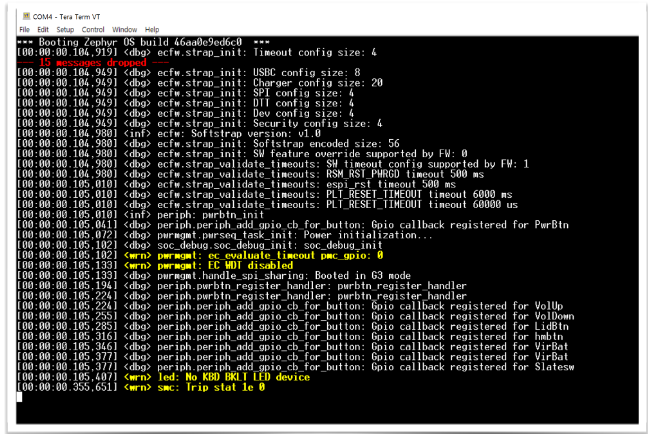 COM4 - Tera Term VT
File Edit Setup Control Window Help
*** Booting Zephyr OS build 46aa0e9ed6c0 ***
[00:00:00.104,919] <dbg> ecfw.strap_init: Timeout config size: 4
--- 15 messages dropped ---
[00:00:00.104,949] <dbg> ecfw.strap_init: USBC config size: 8
[00:00:00.104,949] <dbg> ecfw.strap_init: Charger config size: 20
[00:00:00.104,949] <dbg> ecfw.strap_init: SPI config size: 4
[00:00:00.104,949] <dbg> ecfw.strap_init: DTT config size: 4
[00:00:00.104,949] <dbg> ecfw.strap_init: Dev config size: 4
[00:00:00.104,949] <dbg> ecfw.strap_init: Security config size: 4
[00:00:00.104,980] <inf> ecfw: Softstrap version: v1.0
[00:00:00.104,980] <dbg> ecfw.strap_init: Softstrap encoded size: 56
[00:00:00.104,980] <dbg> ecfw.strap_init: SW feature override supported by FW: 0
[00:00:00.104,980] <dbg> ecfw.strap_validate_timeouts: SW timeout config supported by FW: 1
[00:00:00.104,980] <dbg> ecfw.strap_validate_timeouts: RSM_RST_PWRGD timeout 500 ms
[00:00:00.105,010] <dbg> ecfw.strap_validate_timeouts: espi_rst timeout 500 ms
[00:00:00.105,010] <dbg> ecfw.strap_validate_timeouts: PLT_RESET_TIMEOUT timeout 6000 ms
[00:00:00.105,010] <dbg> ecfw.strap_validate_timeouts: PLT_RESET_TIMEOUT timeout 60000 us
[00:00:00.105,010] <inf> periph: pwrbtn_init
[00:00:00.105,041] <dbg> periph.periph_add_gpio_cb_for_button: Gpio callback registered for PwrBtn
[00:00:00.105,072] <dbg> pwrmgmt.pwrseq_task_init: Power initialization...
[00:00:00.105,102] <dbg> soc_debug.soc_debug_init: soc_debug_init
[00:00:00.105,102] <wrn> pwrmgmt: ec_evaluate_timeout pmc_gpio: 0
[00:00:00.105,133] <wrn> pwrmgmt: EC WDT disabled
[00:00:00.105,133] <dbg> pwrmgmt.handle_spi_sharing: Booted in G3 mode
[00:00:00.105,194] <dbg> periph.pwrbtn_register_handler: pwrbtn_register_handler
[00:00:00.105,224] <dbg> periph.pwrbtn_register_handler: pwrbtn_register_handler
[00:00:00.105,224] <dbg> periph.periph_add_gpio_cb_for_button: Gpio callback registered for VolUp
[00:00:00.105,255] <dbg> periph.periph_add_gpio_cb_for_button: Gpio callback registered for VolDown
[00:00:00.105,285] <dbg> periph.periph_add_gpio_cb_for_button: Gpio callback registered for LidBtn
[00:00:00.105,316] <dbg> periph.periph_add_gpio_cb_for_button: Gpio callback registered for hmbtn
[00:00:00.105,346] <dbg> periph.periph_add_gpio_cb_for_button: Gpio callback registered for VirBat
[00:00:00.105,377] <dbg> periph.periph_add_gpio_cb_for_button: Gpio callback registered for VirBat
[00:00:00.105,377] <dbg> periph.periph_add_gpio_cb_for_button: Gpio callback registered for Slatesw
[00:00:00.105,407] <wrn> led: No KBD BKLT LED device
[00:00:00.355,651] <wrn> smc: Trip stat 1e 0